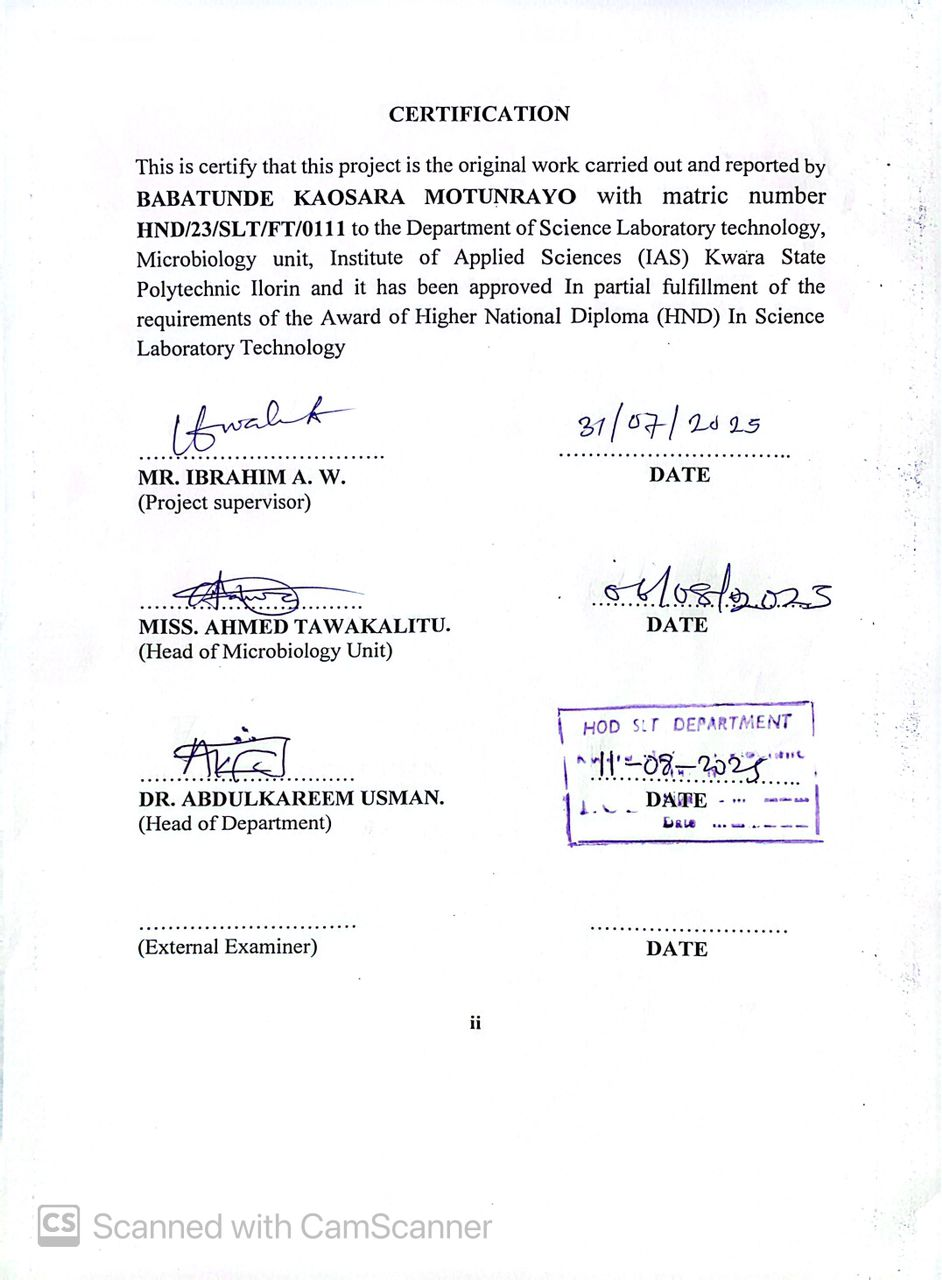 CERTIFICATION
This is certify that this project is the original work carried out and reported by
BABATUNDE KAOSARA MOTUNRAYO with matric number
HND/23/SLT/FT/0111 to the Department of Science Laboratory technology,
Microbiology unit, Institute of Applied Sciences (IAS) Kwara State
Polytechnic Ilorin and it has been approved In partial fulfillment of the
requirements of the Award of Higher National Diploma (HND) In Science
Laboratory Technology
31/07/2025
MR. IBRAHIM A. W. DATE
(Project supervisor)
06/08/2025
MISS. AHMED TAWAKALITU. DATE
(Head of Microbiology Unit)
HOD SLT DEPARTMENT
11-08-2025
DR. ABDULKAREEM USMAN. DATE
(Head of Department) Date
(External Examiner) DATE
ii
CS Scanned with CamScanner